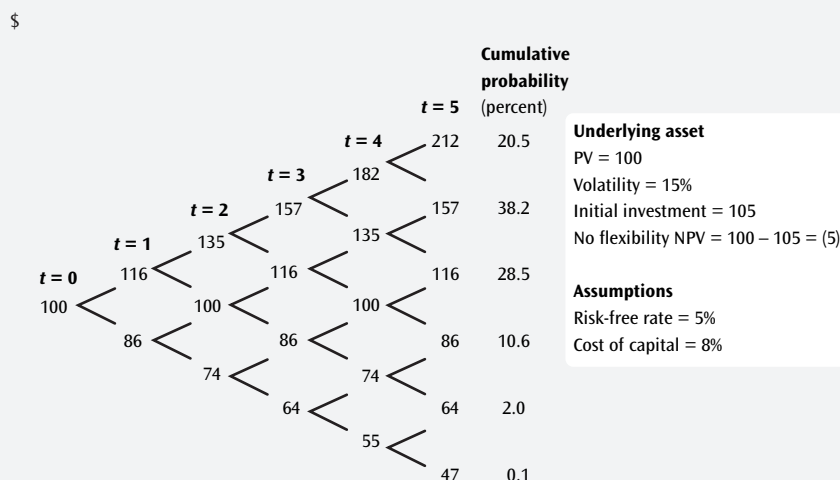 $
Cumulative
probability
t = 5 (percent)
Underlying asset
t = 4 212 20.5
PV = 100
182
t = 3
Volatility = 15%
t = 2 157 157 38.2
Initial investment = 105
135 135
No flexibility NPV = 100 – 105 = (5)
t = 1
t = 0 116 116 116 28.5
Assumptions
100 100 100
Risk-free rate = 5%
86 86 86 10.6
Cost of capital = 8%
74 74
64 64 2.0
55
47 0.1